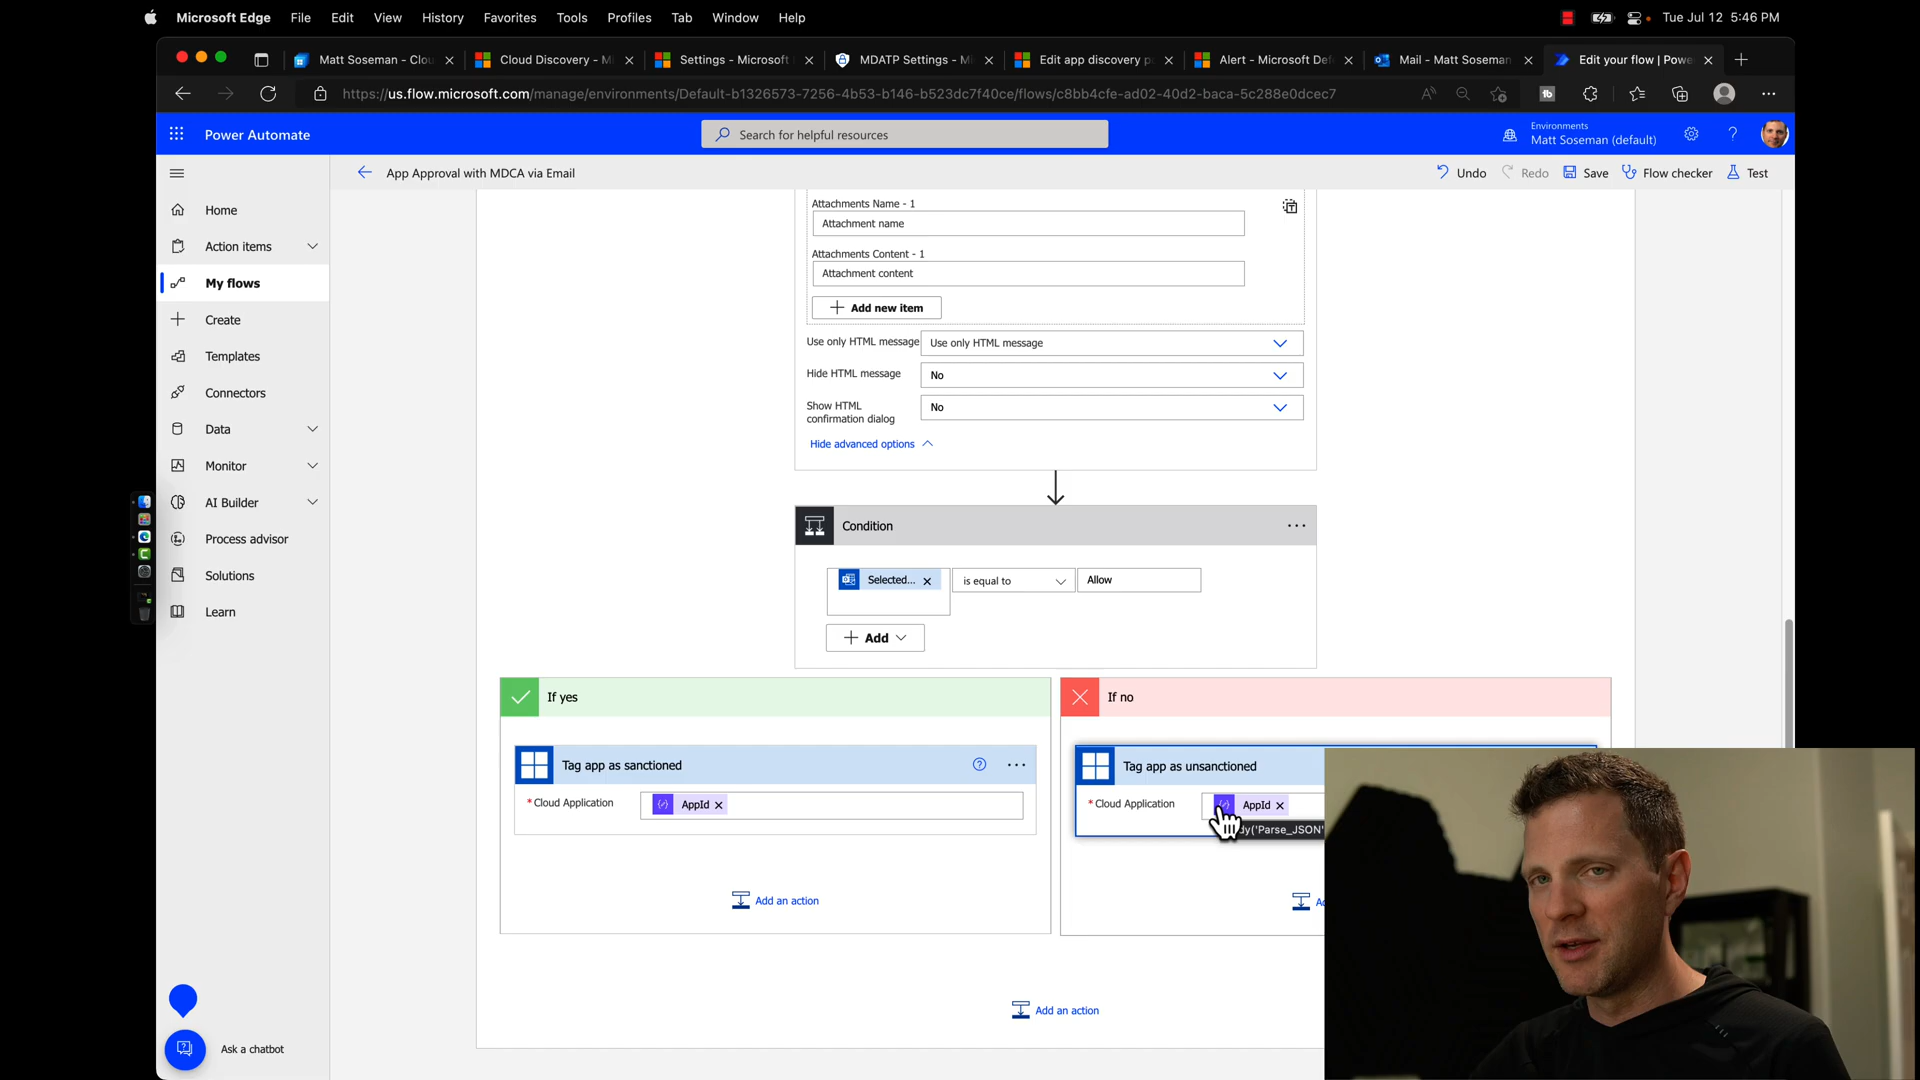 Microsoft Edge File Edit View History Favorites Tools Profiles Tab Window Help Tue Jul 12 5:46 PM
Matt Soseman - Clou Cloud Discovery - Mi Settings - Microsoft MDATP Settings - Mi Edit app discovery po Alert - Microsoft Def Mail - Matt Soseman Edit your flow | Powe
https://us.flow.microsoft.com/manage/environments/Default-b1326573-7256-4b53-b146-b523dc7f40ce/flows/c8bb4cfe-ad02-40d2-baca-5c288e0dcec7
Power Automate
Search for helpful resources
Environments
Matt Soseman (default)
App Approval with MDCA via Email
Undo Redo Save Flow checker Test
Home
Action items
My flows
Create
Templates
Connectors
Data
Monitor
AI Builder
Process advisor
Solutions
Learn
Ask a chatbot
Attachments Name - 1
Attachment name
Attachments Content - 1
Attachment content
Add new item
Use only HTML message Use only HTML message
Hide HTML message No
Show HTML confirmation dialog No
Hide advanced options
Condition
Selected... is equal to Allow
Add
If yes
Tag app as sanctioned
*Cloud Application AppId
Add an action
If no
Tag app as unsanctioned
*Cloud Application AppId
dy('Parse_JSON'
Add an action